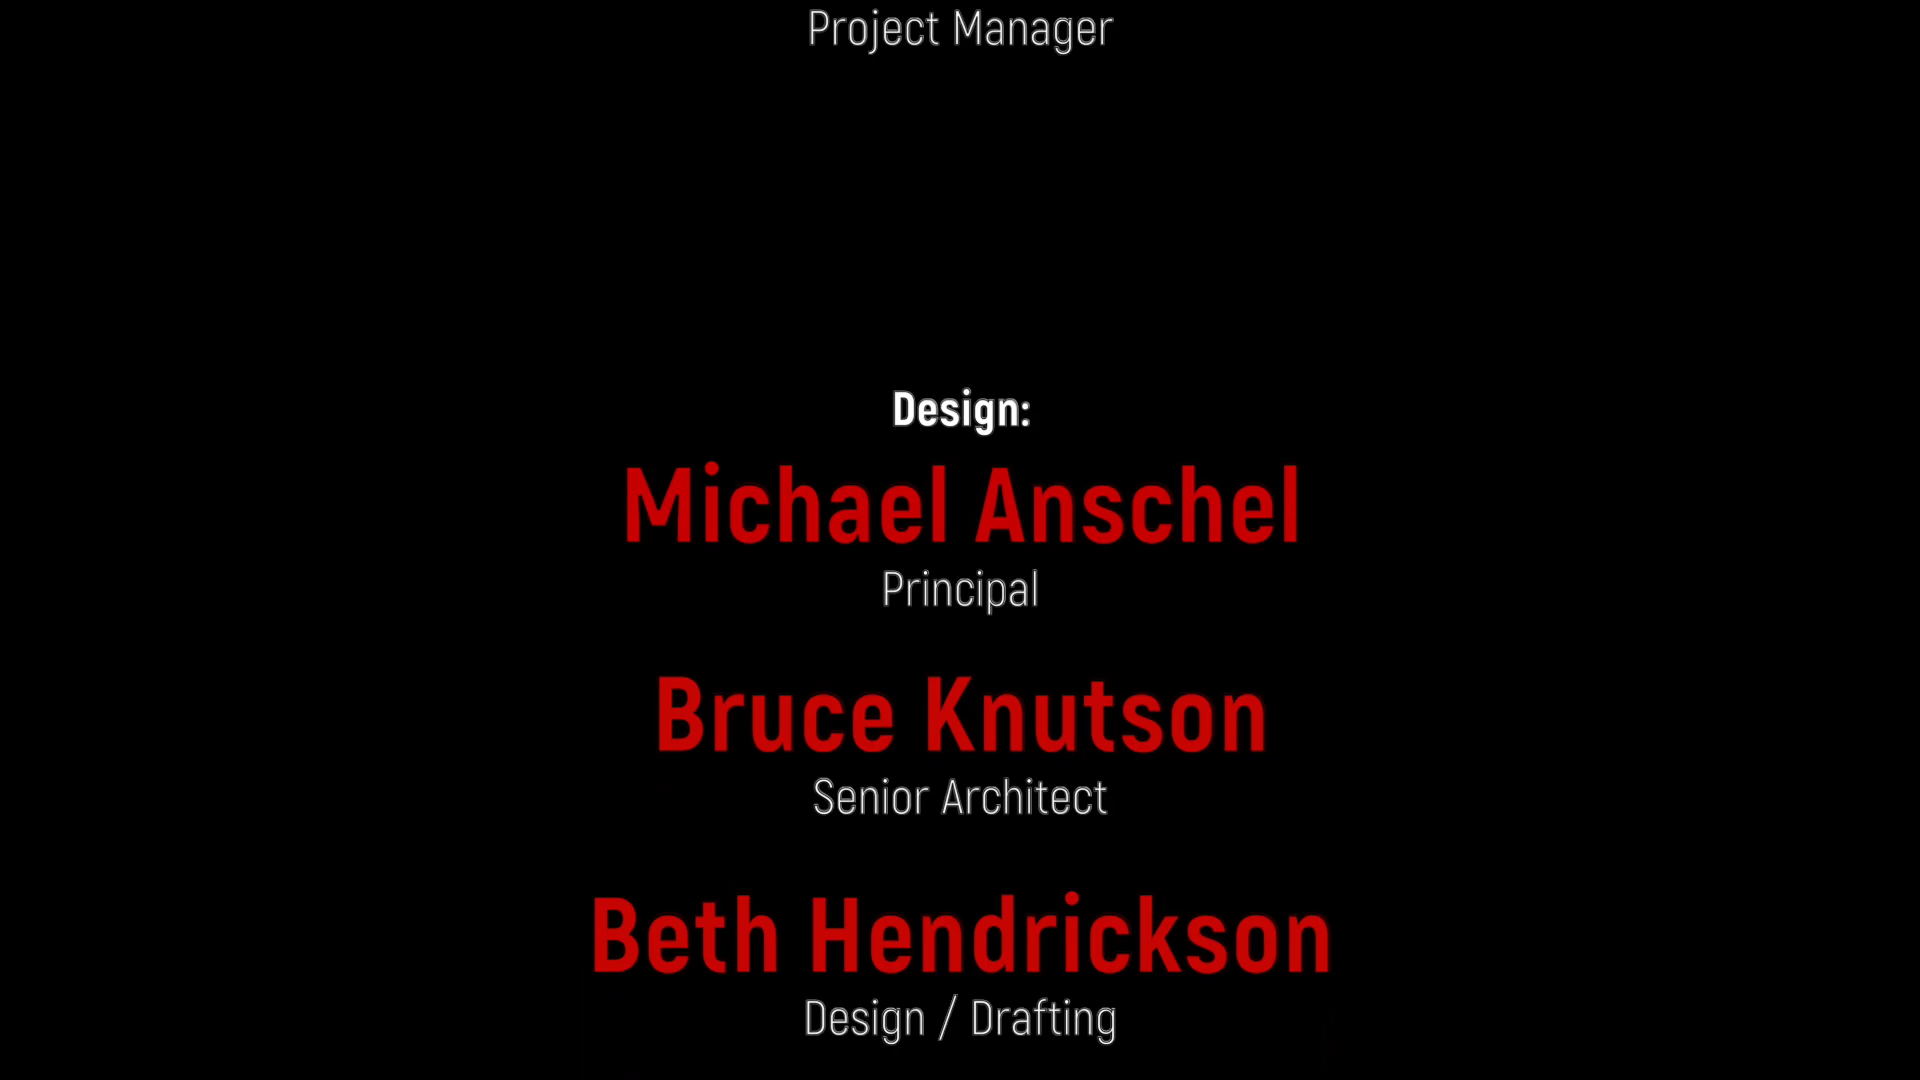 Project Manager
Design:
Michael Anschel
Principal
Bruce Knutson
Senior Architect
Beth Hendrickson
Design / Drafting